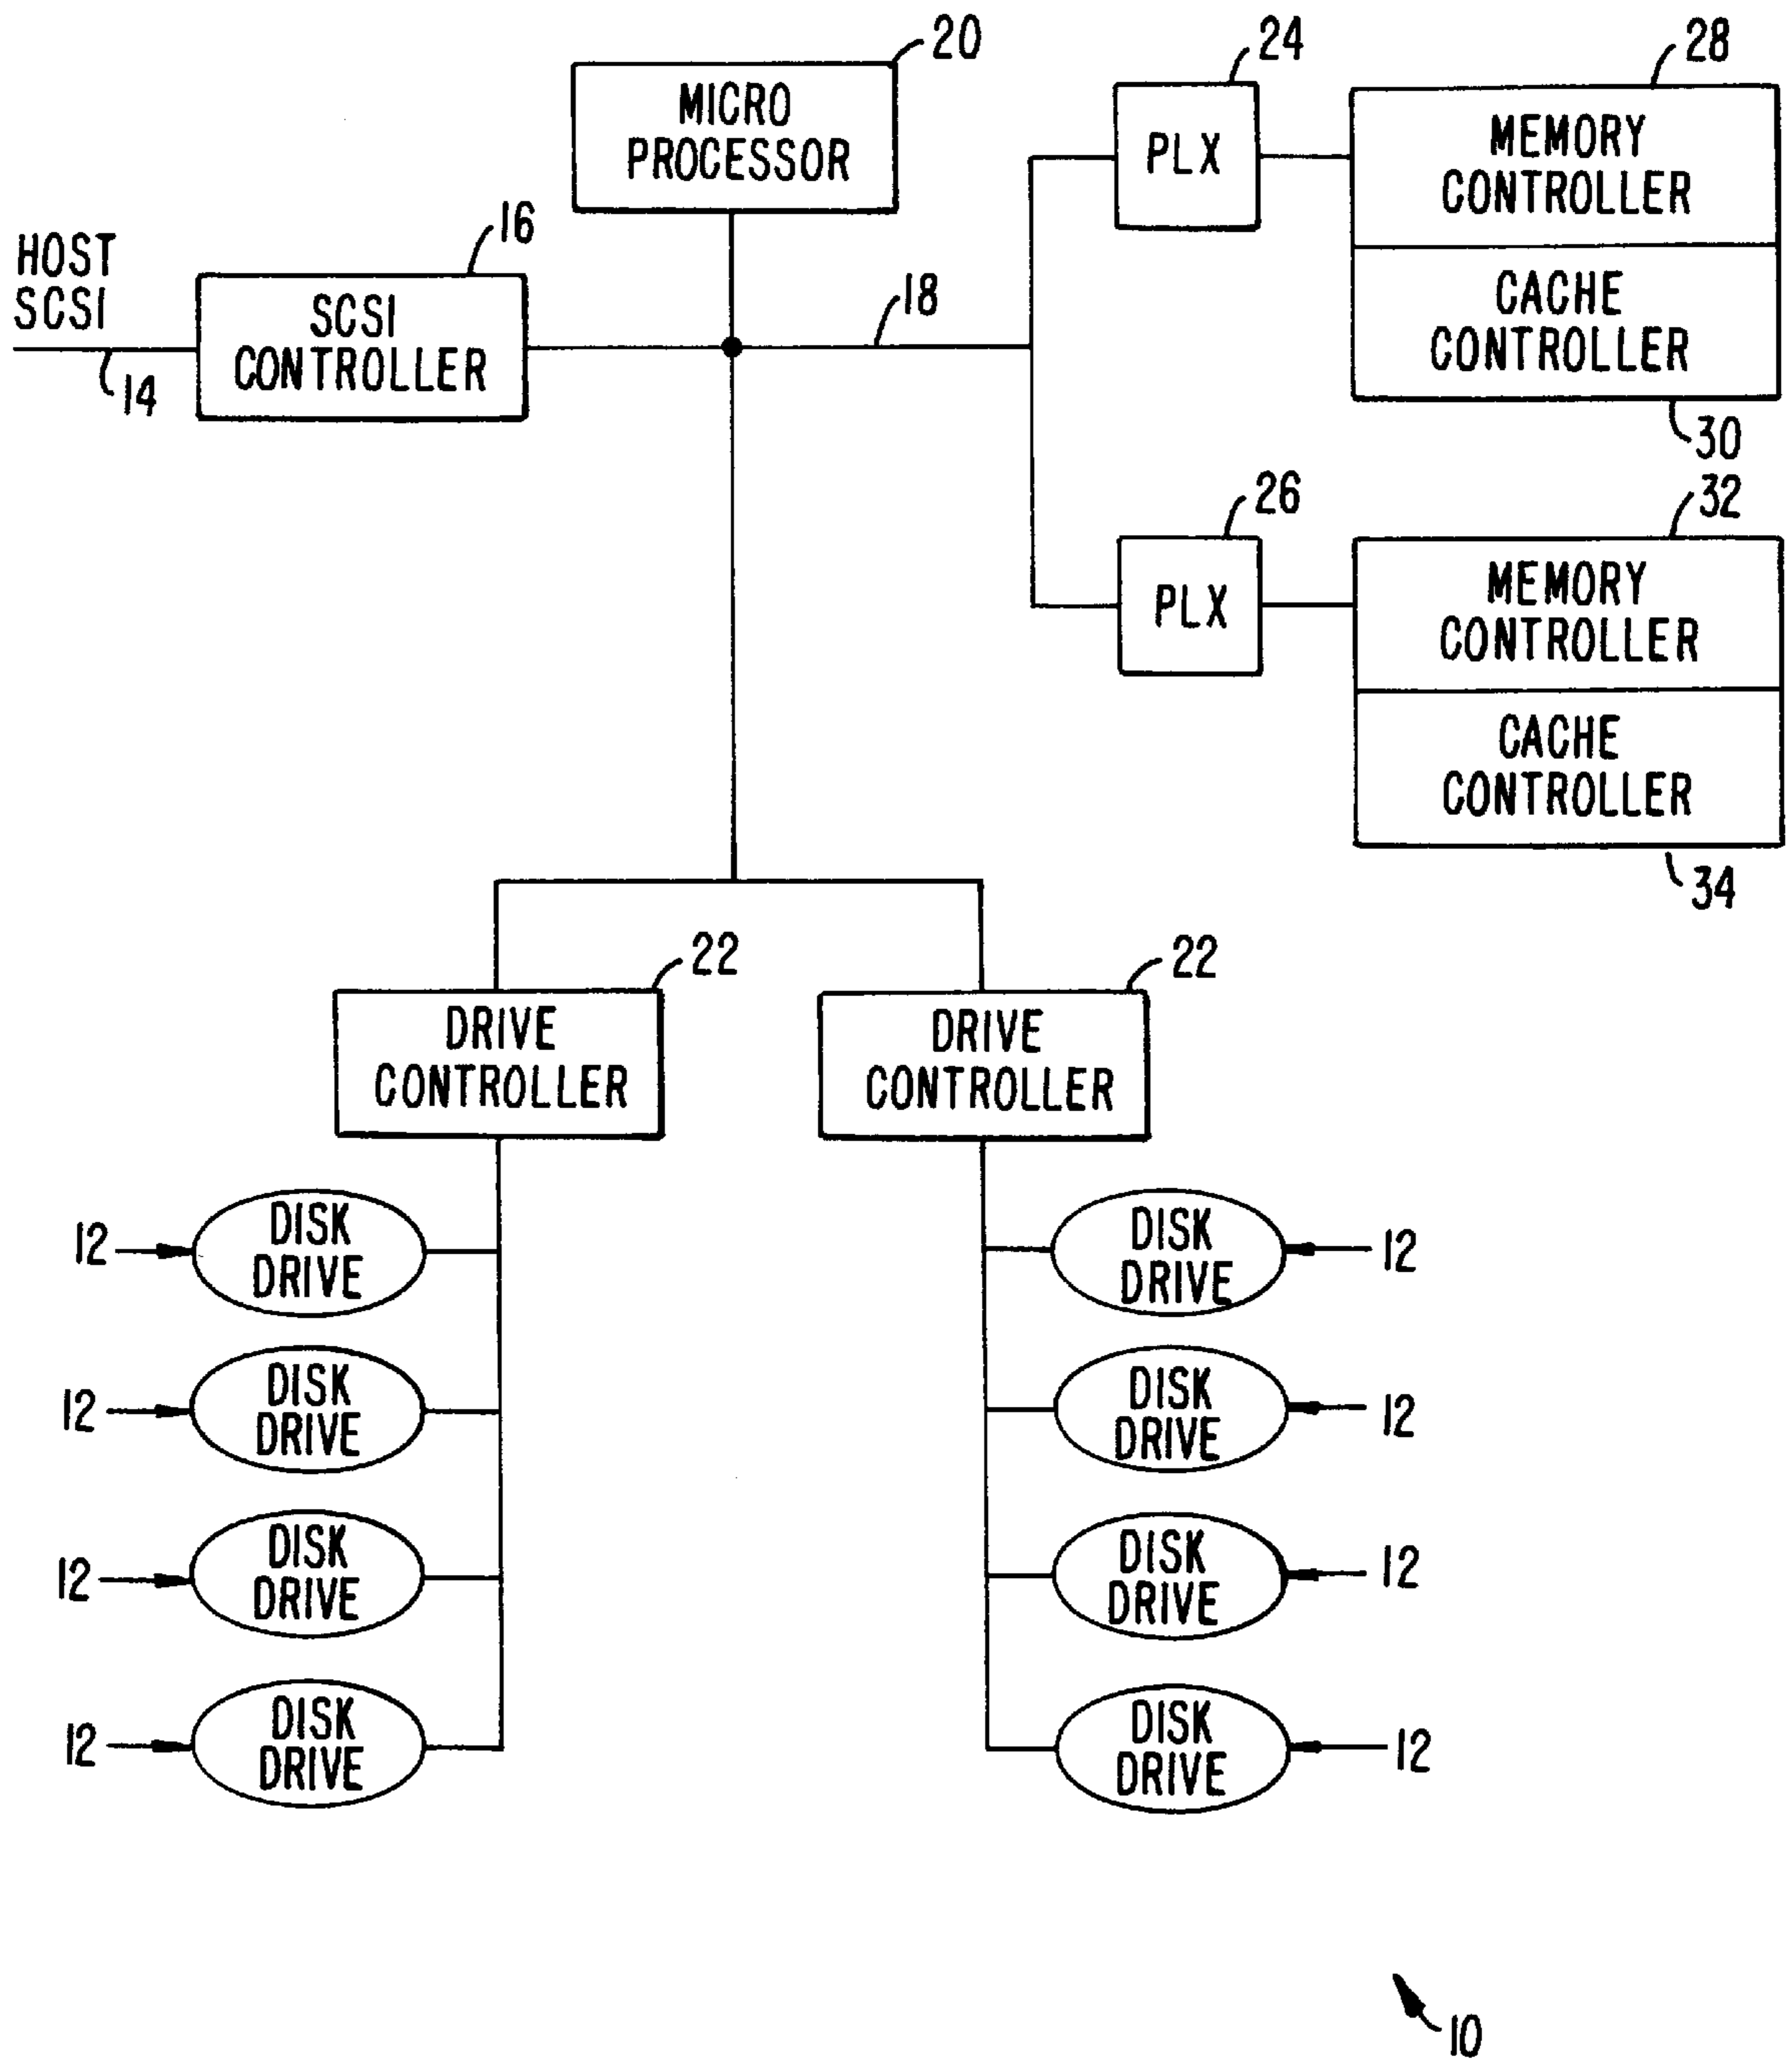 20
MICRO
PROCESSOR
24
PLX
28
MEMORY
CONTROLLER
CACHE
CONTROLLER
30
HOST
SCSI
14
16
SCSI
CONTROLLER
18
26
PLX
32
MEMORY
CONTROLLER
CACHE
CONTROLLER
34
22
DRIVE
CONTROLLER
22
DRIVE
CONTROLLER
12
DISK
DRIVE
DISK
DRIVE
12
12
DISK
DRIVE
DISK
DRIVE
12
12
DISK
DRIVE
DISK
DRIVE
12
12
DISK
DRIVE
DISK
DRIVE
12
10